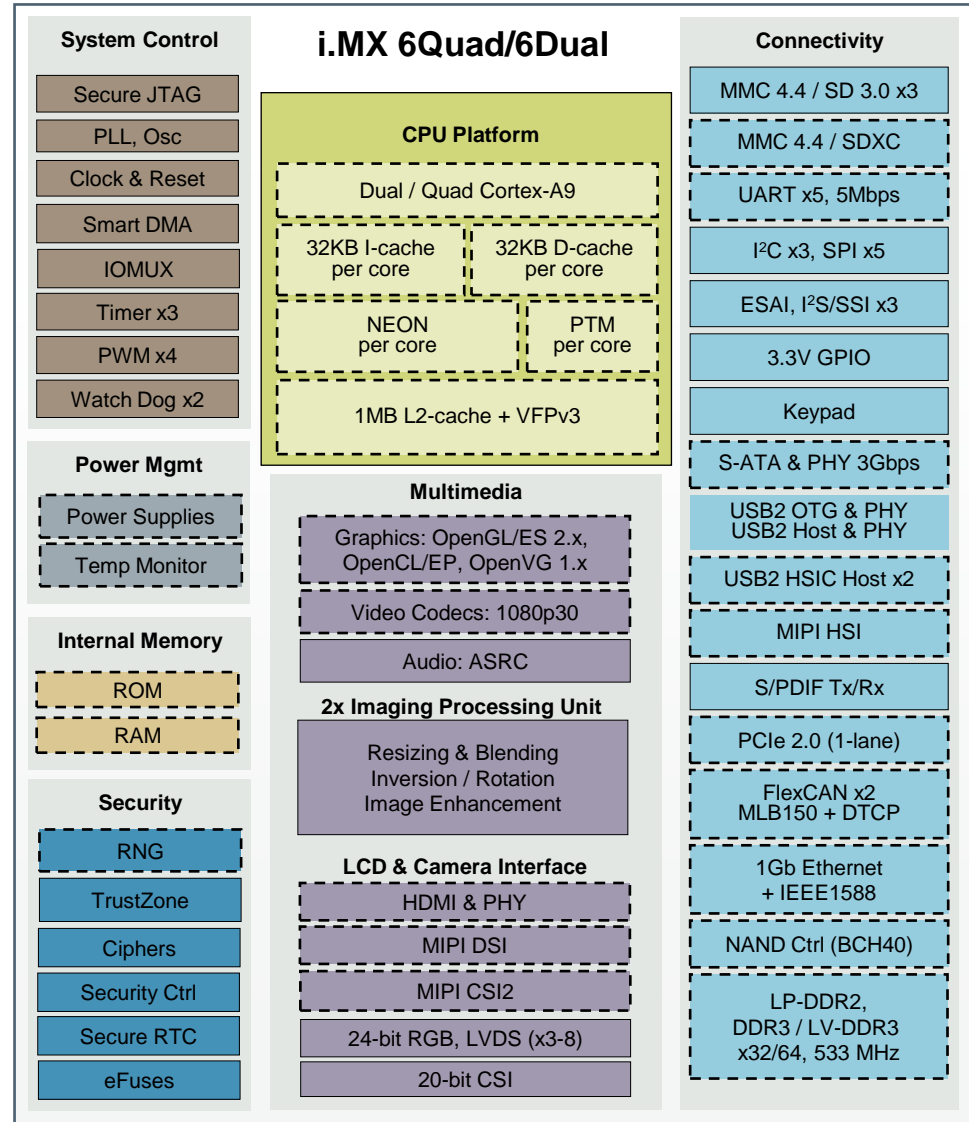 i.MX 6Quad/6Dual
System Control
Secure JTAG
PLL, Osc
Clock & Reset
Smart DMA
IOMUX
Timer x3
PWM x4
Watch Dog x2
Power Mgmt
Power Supplies
Temp Monitor
Internal Memory
ROM
RAM
Security
RNG
TrustZone
Ciphers
Security Ctrl
Secure RTC
eFuses
CPU Platform
Dual / Quad Cortex-A9
32KB I-cache
per core
32KB D-cache
per core
NEON
per core
PTM
per core
1MB L2-cache + VFPv3
Multimedia
Graphics: OpenGL/ES 2.x,
OpenCL/EP, OpenVG 1.x
Video Codecs: 1080p30
Audio: ASRC
2x Imaging Processing Unit
Resizing & Blending
Inversion / Rotation
Image Enhancement
LCD & Camera Interface
HDMI & PHY
MIPI DSI
MIPI CSI2
24-bit RGB, LVDS (x3-8)
20-bit CSI
Connectivity
MMC 4.4 / SD 3.0 x3
MMC 4.4 / SDXC
UART x5, 5Mbps
I²C x3, SPI x5
ESAI, I²S/SSI x3
3.3V GPIO
Keypad
S-ATA & PHY 3Gbps
USB2 OTG & PHY
USB2 Host & PHY
USB2 HSIC Host x2
MIPI HSI
S/PDIF Tx/Rx
PCIe 2.0 (1-lane)
FlexCAN x2
MLB150 + DTCP
1Gb Ethernet
+ IEEE1588
NAND Ctrl (BCH40)
LP-DDR2,
DDR3 / LV-DDR3
x32/64, 533 MHz